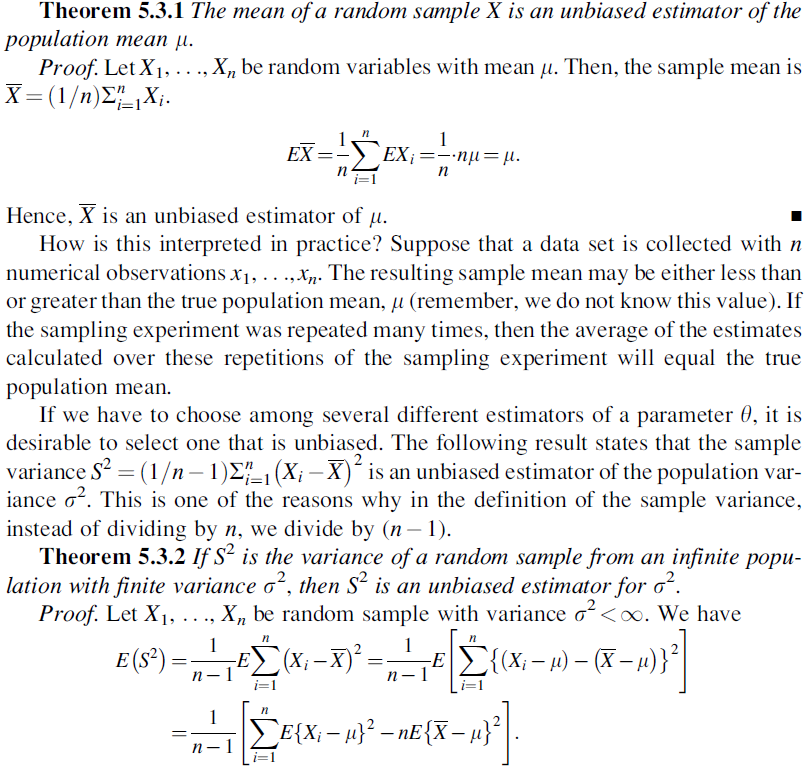 Theorem 5.3.1 The mean of a random sample X is an unbiased estimator of the
population mean μ.
Proof. Let X₁, . . ., Xₙ be random variables with mean μ. Then, the sample mean is
X̅ = (1/n)Σⁿᵢ₌₁Xᵢ.
EX̅ = \frac{1}{n} \sum_{i=1}^{n} EXᵢ = \frac{1}{n}·nμ = μ.
Hence, X̅ is an unbiased estimator of μ. ■
How is this interpreted in practice? Suppose that a data set is collected with n
numerical observations x₁, . . .,xₙ. The resulting sample mean may be either less than
or greater than the true population mean, μ (remember, we do not know this value). If
the sampling experiment was repeated many times, then the average of the estimates
calculated over these repetitions of the sampling experiment will equal the true
population mean.
If we have to choose among several different estimators of a parameter θ, it is
desirable to select one that is unbiased. The following result states that the sample
variance S² = (1/n − 1)Σⁿᵢ₌₁(Xᵢ − X̅)² is an unbiased estimator of the population var-
iance σ². This is one of the reasons why in the definition of the sample variance,
instead of dividing by n, we divide by (n − 1).
Theorem 5.3.2 If S² is the variance of a random sample from an infinite popu-
lation with finite variance σ², then S² is an unbiased estimator for σ².
Proof. Let X₁, . . ., Xₙ be random sample with variance σ² < ∞. We have
E(S²) = \frac{1}{n−1} E \sum_{i=1}^{n} (Xᵢ − X̅)² = \frac{1}{n−1} E[\sum_{i=1}^{n} {(Xᵢ − μ) − (X̅ − μ)}²]
= \frac{1}{n−1} [\sum_{i=1}^{n} E{Xᵢ − μ}² − nE{X̅ − μ}²].